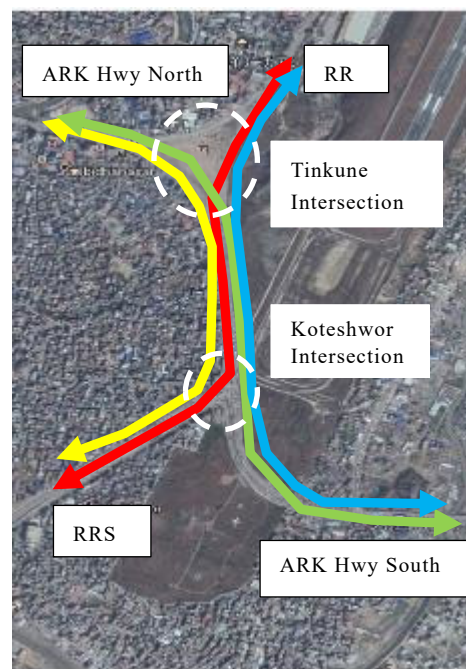 ARK Hwy North
RR
Tinkune
Intersection
Koteshwor
Intersection
RRS
ARK Hwy South